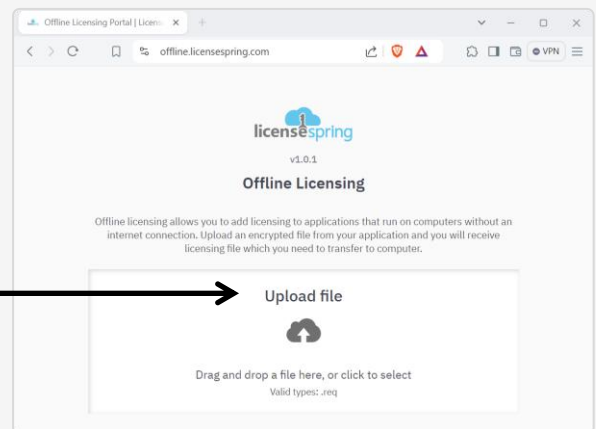 Offline Licensing Portal | Licens
offline.licensespring.com
VPN
licensespring
v1.0.1
Offline Licensing
Offline licensing allows you to add licensing to applications that run on computers without an
internet connection. Upload an encrypted file from your application and you will receive
licensing file which you need to transfer to computer.
Upload file
Drag and drop a file here, or click to select
Valid types: .req